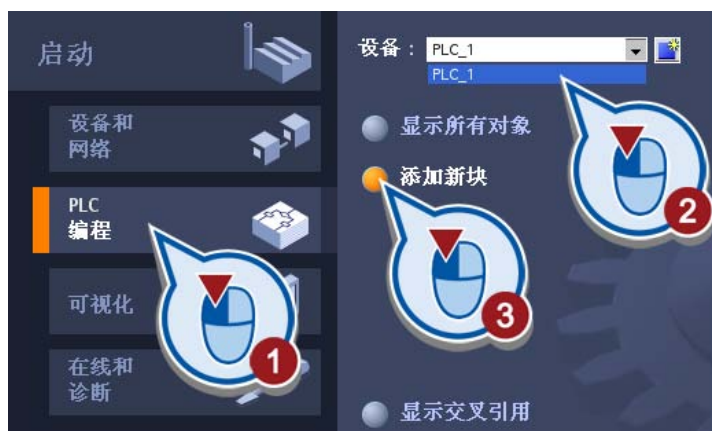 启动
设备和
网络
PLC
编程
可视化
在线和
诊断
1
设备：
PLC_1
PLC_1
显示所有对象
添加新块
2
3
显示交叉引用